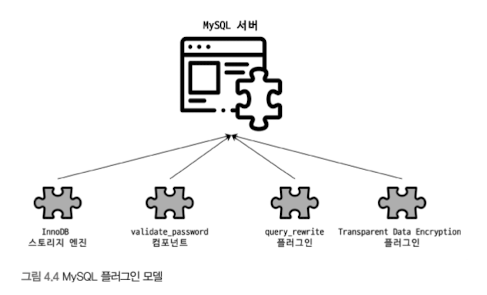 MySQL 서버
InnoDB
스토리지 엔진
validate_password
컴포넌트
query_rewrite
플러그인
Transparent Data Encryption
플러그인
그림 4.4 MySQL 플러그인 모델